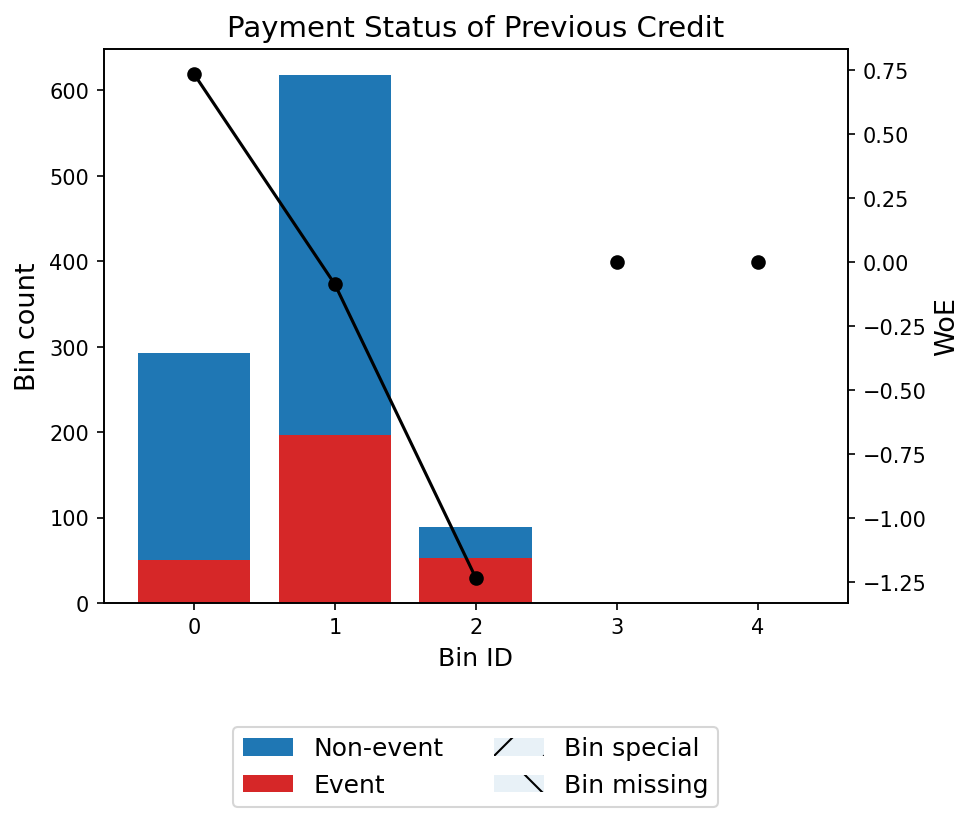 Payment Status of Previous Credit
600
500
400
300
200
100
0
Bin count
0.75
0.50
0.25
0.00
−0.25
−0.50
−0.75
−1.00
−1.25
WoE
0 1 2 3 4
Bin ID
Non-event
Event
Bin special
Bin missing